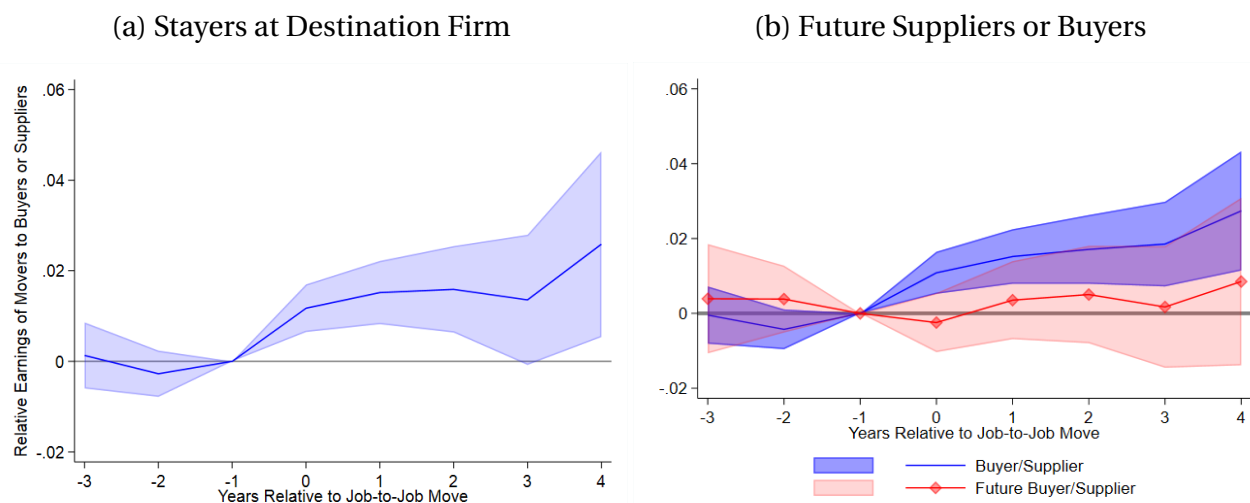 (a) Stayers at Destination Firm
Relative Earnings of Movers to Buyers or Suppliers
.06
.04
.02
0
-.02
-3 -2 -1 0 1 2 3 4
Years Relative to Job-to-Job Move
(b) Future Suppliers or Buyers
.06
.04
.02
0
-.02
-3 -2 -1 0 1 2 3 4
Years Relative to Job-to-Job Move
Buyer/Supplier
Future Buyer/Supplier